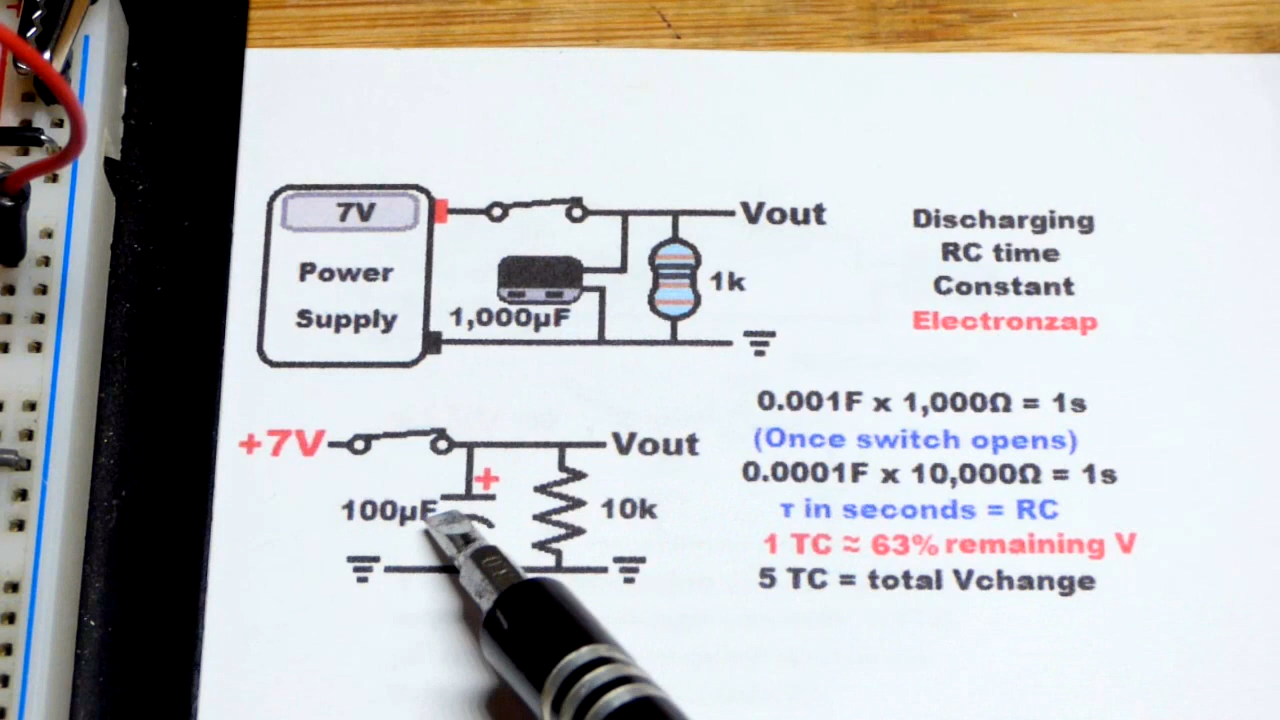 7V
Power
Supply
1,000µF
1k
Vout
Discharging
RC time
Constant
Electronzap
+7V
Vout
+
100µF
10k
0.001F x 1,000Ω = 1s
(Once switch opens)
0.0001F x 10,000Ω = 1s
τ in seconds = RC
1 TC ≈ 63% remaining V
5 TC = total Vchange